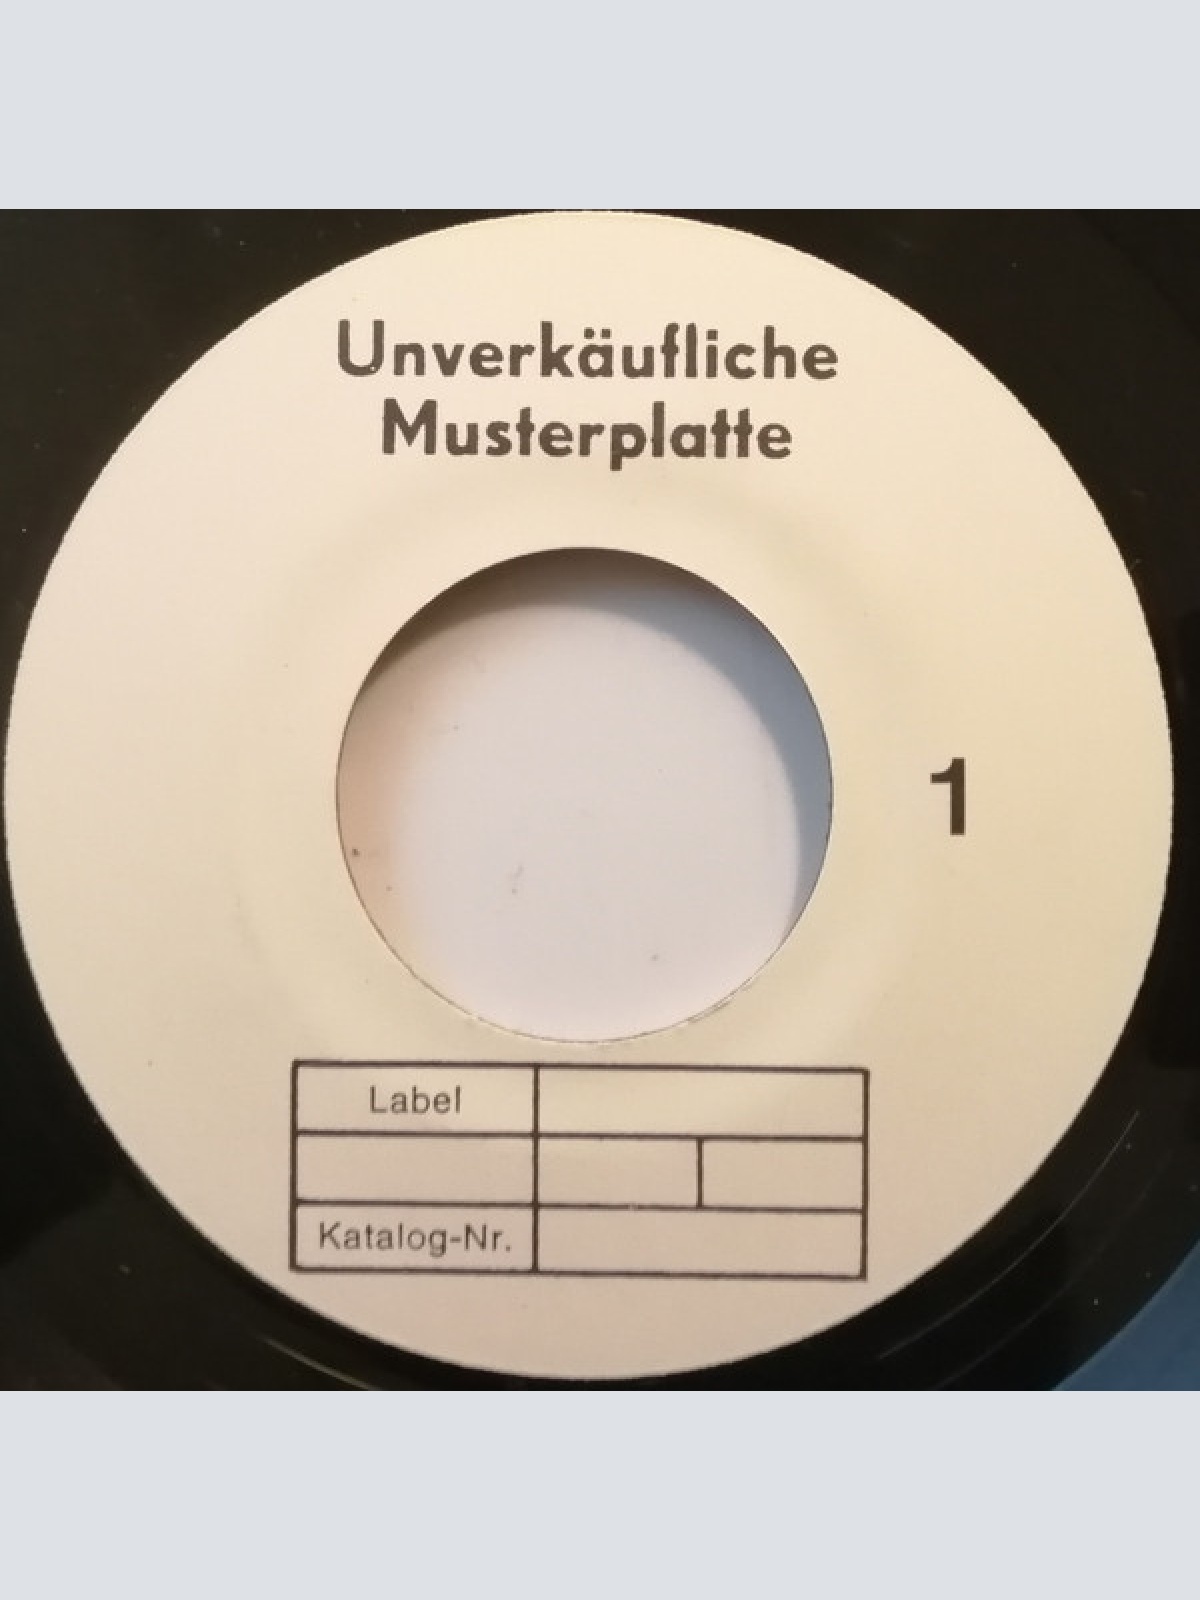 Unverkäufliche
Musterplatte
1
Label
Katalog-Nr.